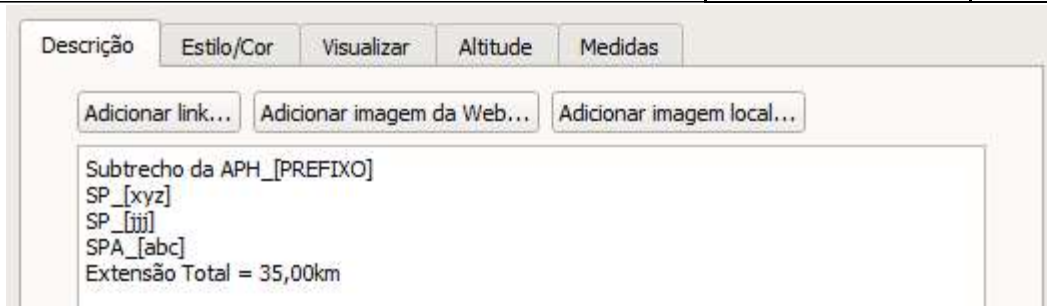 Descrição Estilo/Cor Visualizar Altitude Medidas
Adicionar link... Adicionar imagem da Web... Adicionar imagem local...
Subtrecho da APH_[PREFIXO]
SP_[xyz]
SP_[jjj]
SPA_[abc]
Extensão Total = 35,00km